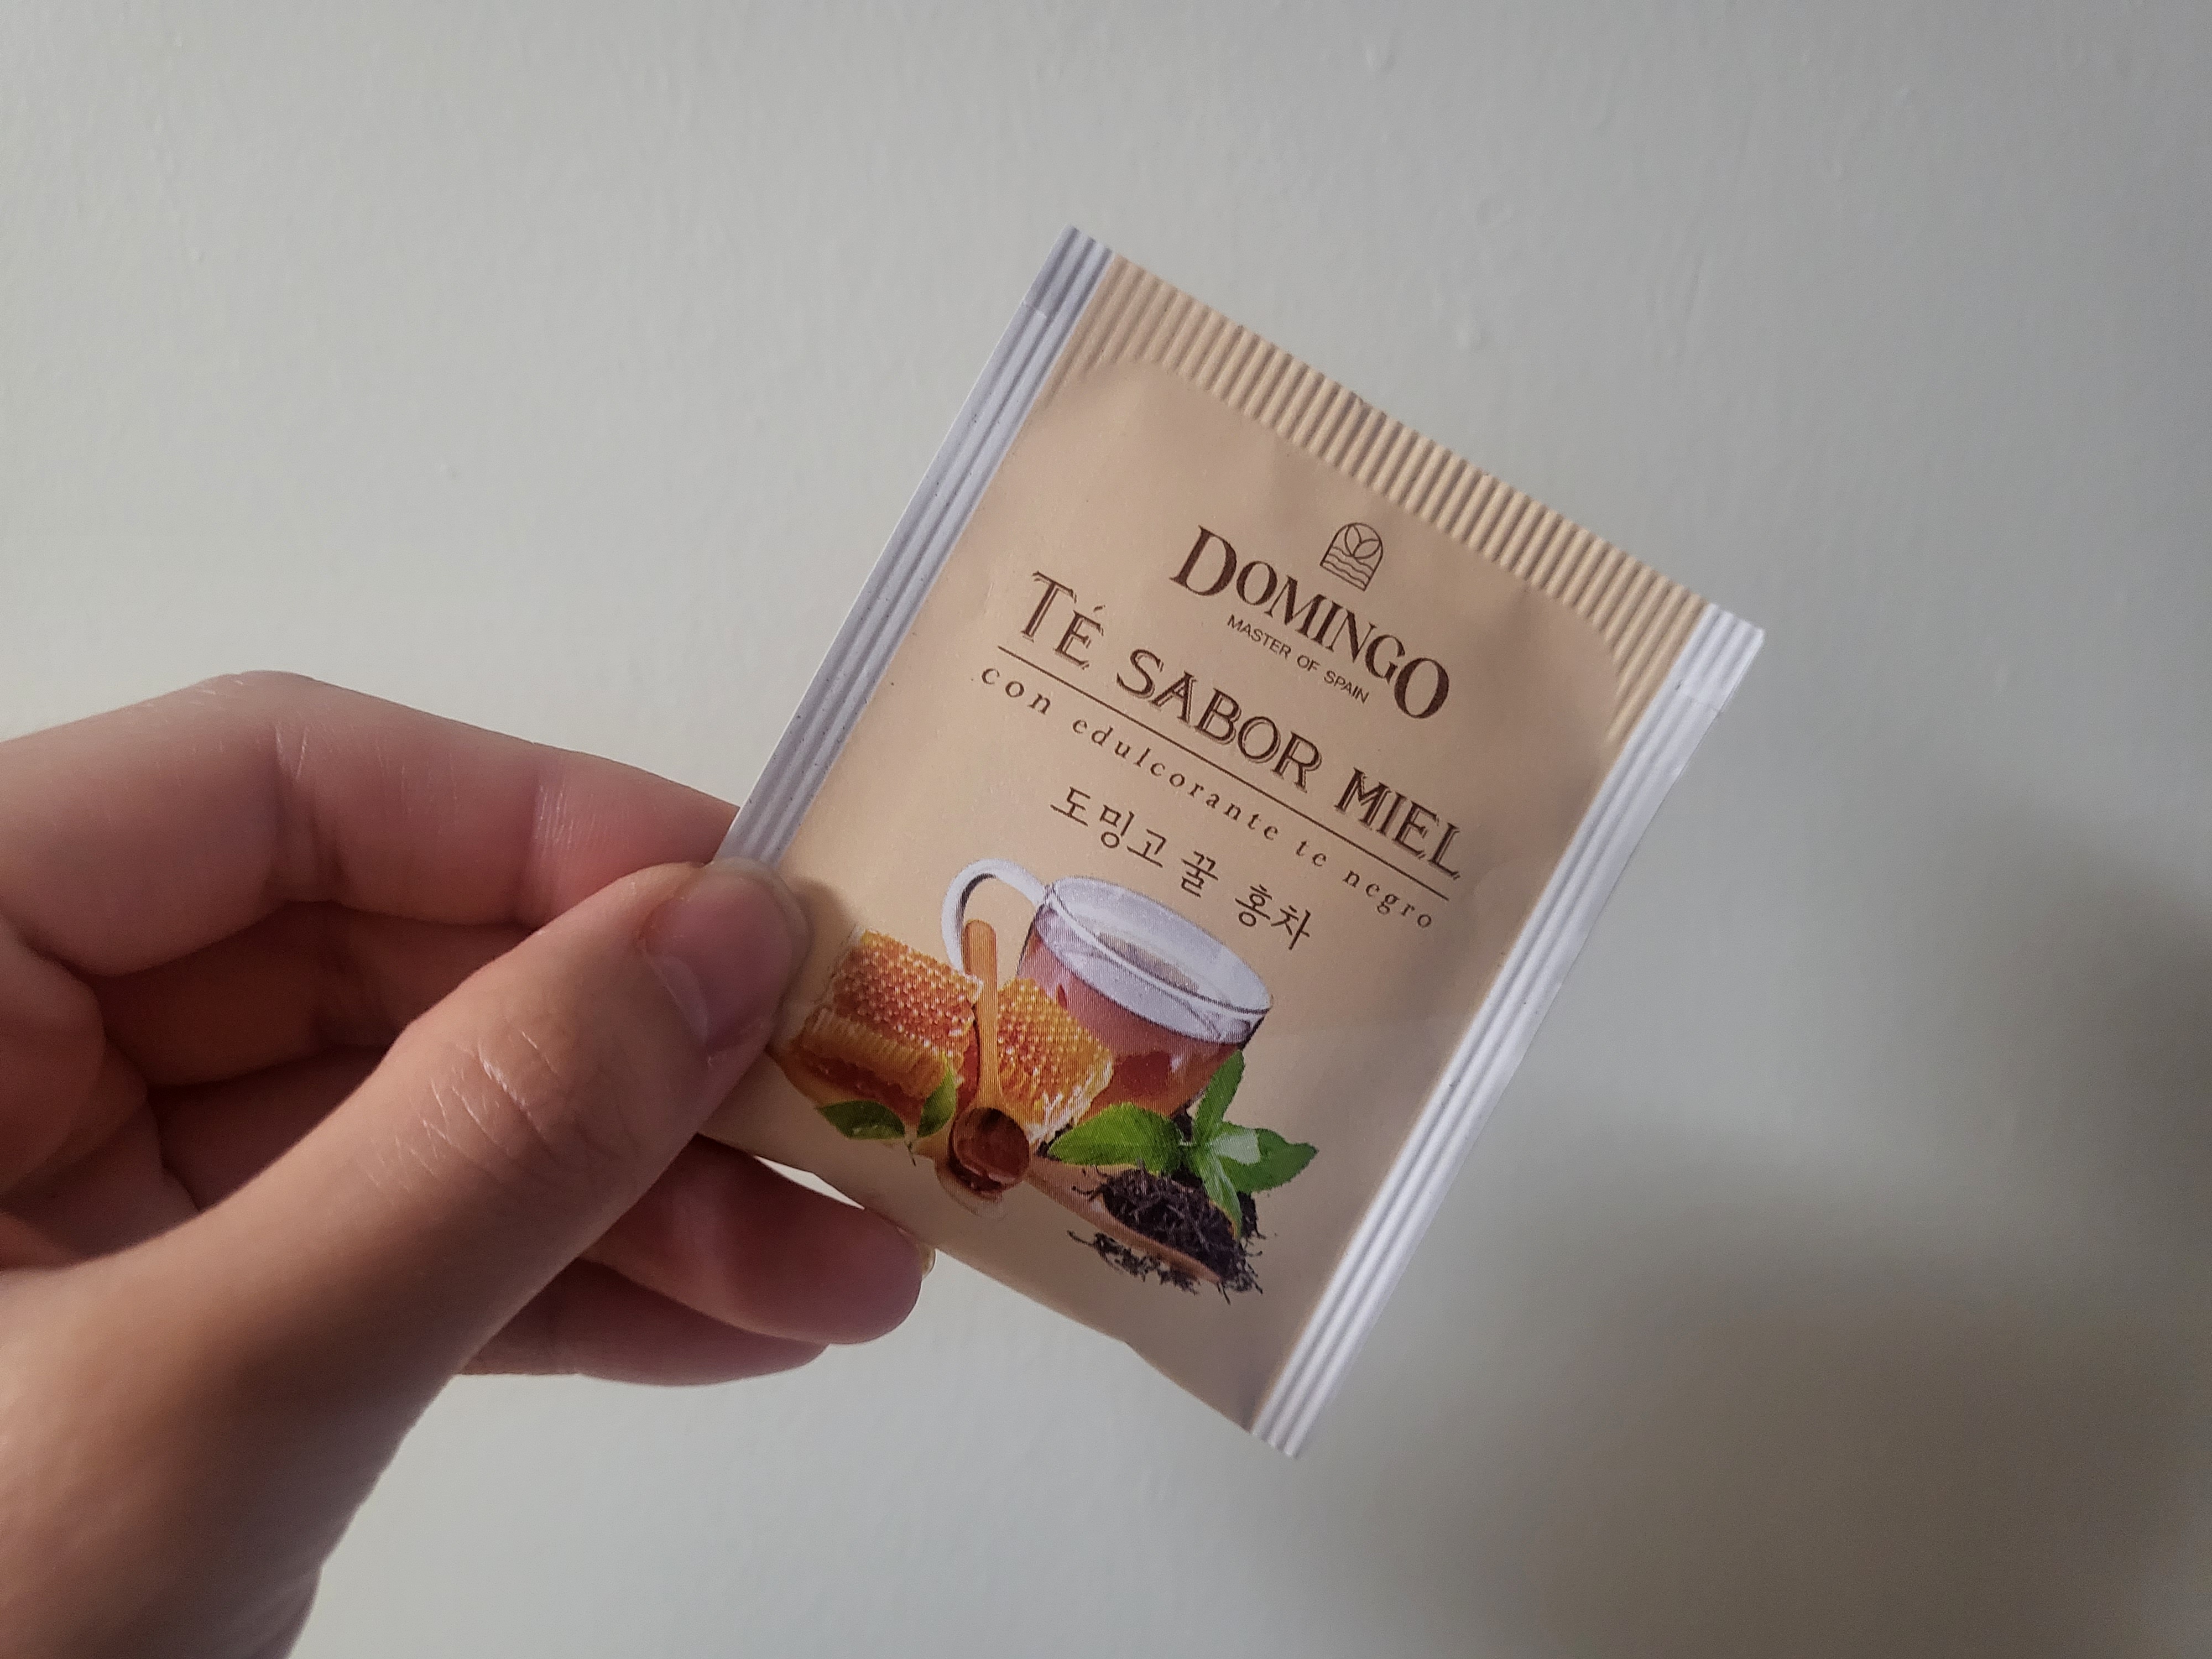 DOMINGO
MASTER OF SPAIN
TÉ SABOR MIEL
con edulcorante te negro
도밍고 꿀 홍차